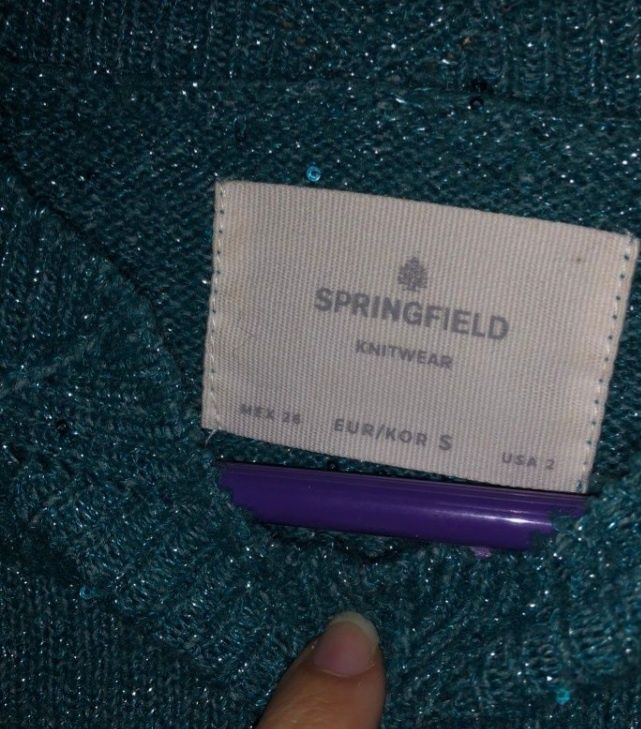 SPRINGFIELD
KNITWEAR
MEX 26 EUR/KOR S USA 2